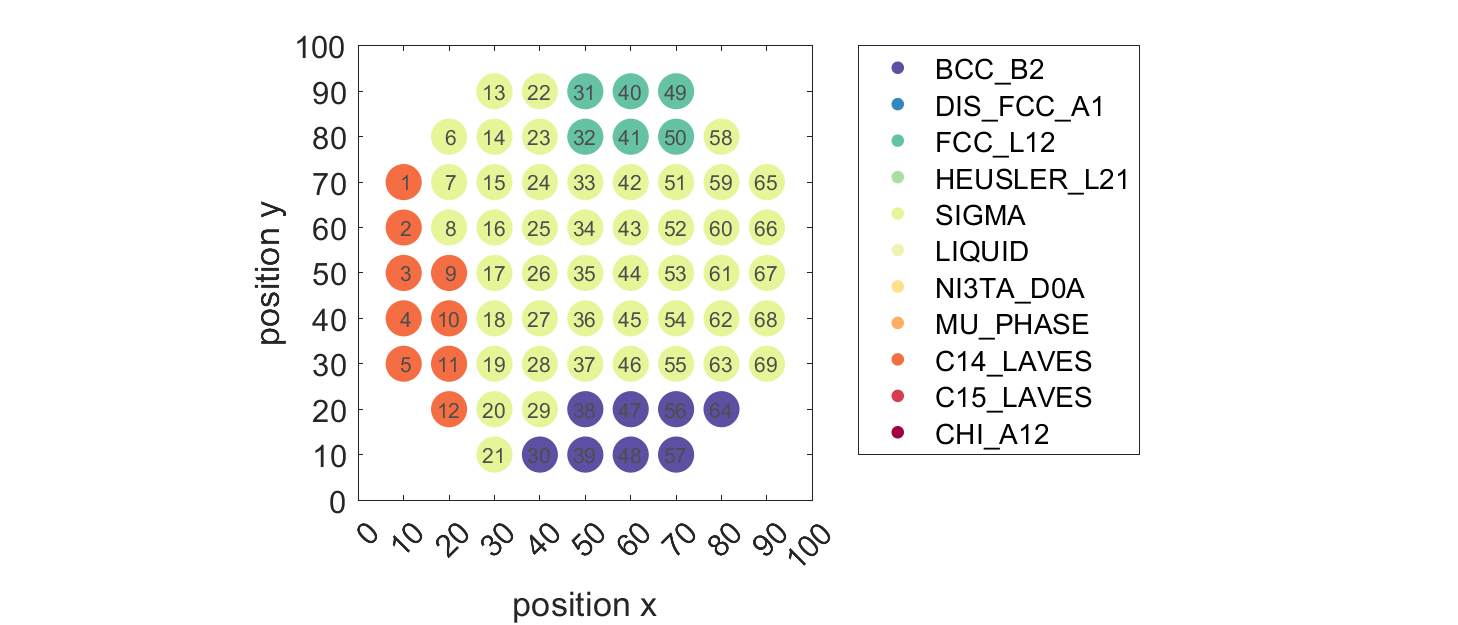 100
90
80
70
60
50
40
30
20
10
0
position y
13 22 31 40 49
6 14 23 32 41 50 58
1 7 15 24 33 42 51 59 65
2 8 16 25 34 43 52 60 66
3 9 17 26 35 44 53 61 67
4 10 18 27 36 45 54 62 68
5 11 19 28 37 46 55 63 69
12 20 29 38 47 56 64
21 30 39 48 57
0 10 20 30 40 50 60 70 80 90 100
position x
BCC_B2
DIS_FCC_A1
FCC_L12
HEUSLER_L21
SIGMA
LIQUID
NI3TA_D0A
MU_PHASE
C14_LAVES
C15_LAVES
CHI_A12